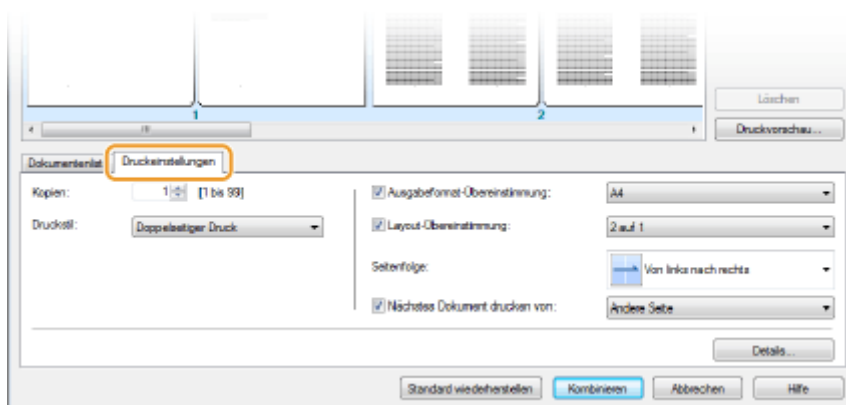 Löschen
1
2
Druckvorschau...
Dokumentenlist
Druckeinstellungen
Kopien:
1
[1 bis 99]
Ausgabeformat-Übereinstimmung:
A4
Druckstil:
Doppelseitiger Druck
Layout-Übereinstimmung:
2 auf 1
Seitenfolge:
Von links nach rechts
Nächstes Dokument drucken von:
Andere Seite
Details...
Standard wiederherstellen
Kombinieren
Abbrechen
Hilfe